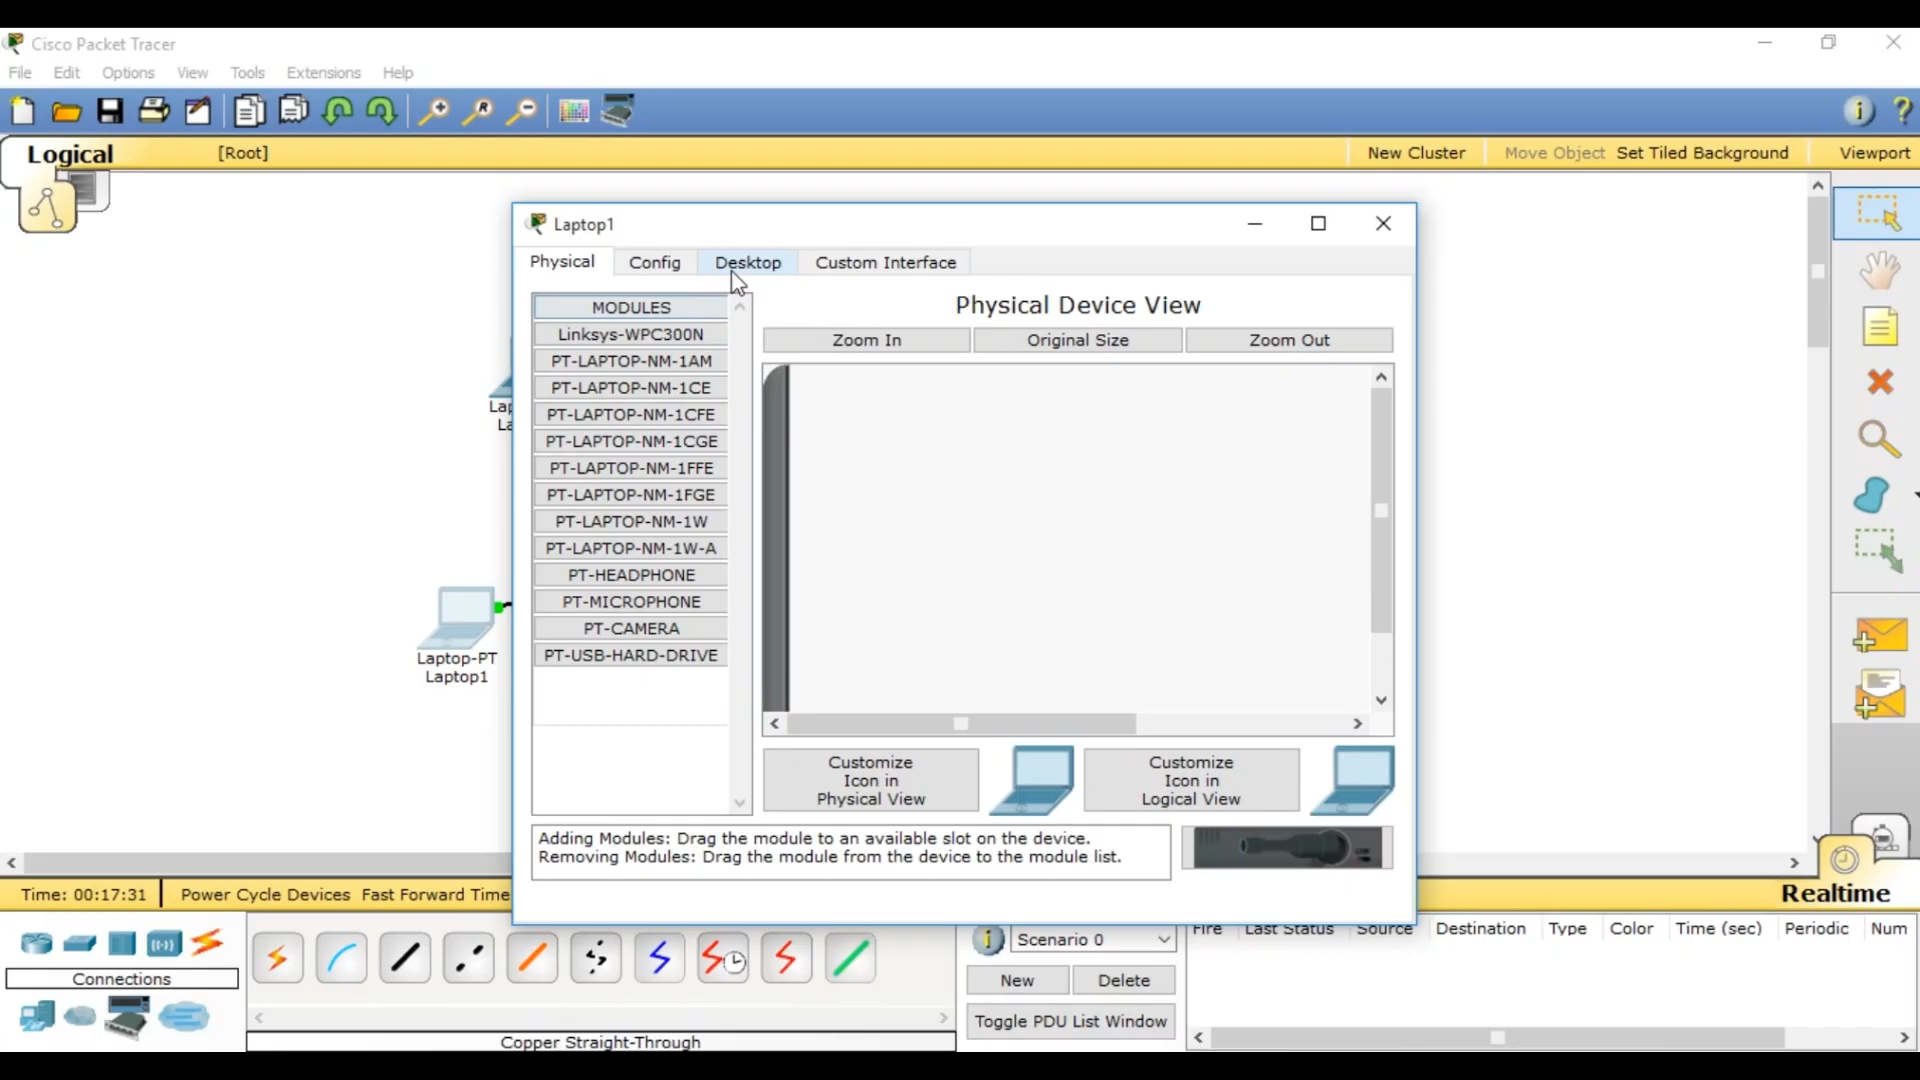 Cisco Packet Tracer
File Edit Options View Tools Extensions Help
Logical [Root] New Cluster Move Object Set Tiled Background Viewport
Laptop1
Physical Config Desktop Custom Interface
MODULES
Linksys-WPC300N
PT-LAPTOP-NM-1AM
PT-LAPTOP-NM-1CE
PT-LAPTOP-NM-1CFE
PT-LAPTOP-NM-1CGE
PT-LAPTOP-NM-1FFE
PT-LAPTOP-NM-1FGE
PT-LAPTOP-NM-1W
PT-LAPTOP-NM-1W-A
PT-HEADPHONE
PT-MICROPHONE
PT-CAMERA
PT-USB-HARD-DRIVE
Physical Device View
Zoom In Original Size Zoom Out
Customize
Icon in
Physical View
Customize
Icon in
Logical View
Adding Modules: Drag the module to an available slot on the device.
Removing Modules: Drag the module from the device to the module list.
Lap
La
Laptop-PT
Laptop1
Time: 00:17:31 Power Cycle Devices Fast Forward Time
Realtime
Connections
Copper Straight-Through
Scenario 0
New Delete
Toggle PDU List Window
Fire Last Status Source Destination Type Color Time (sec) Periodic Num